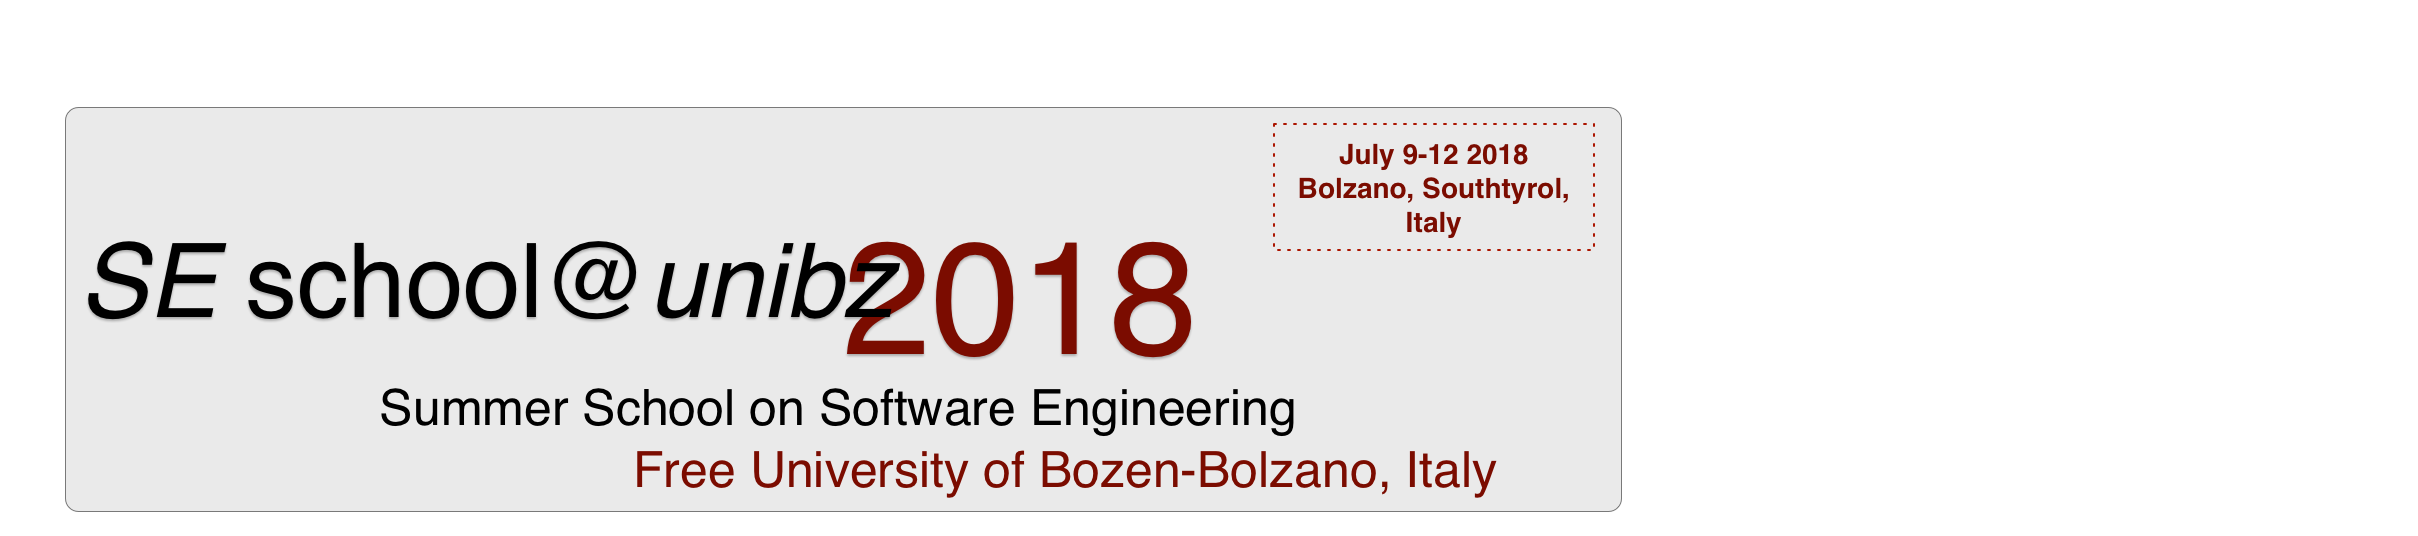 July 9-12 2018
Bolzano, Southtyrol,
Italy
SE school@unibz2018
Summer School on Software Engineering
Free University of Bozen-Bolzano, Italy